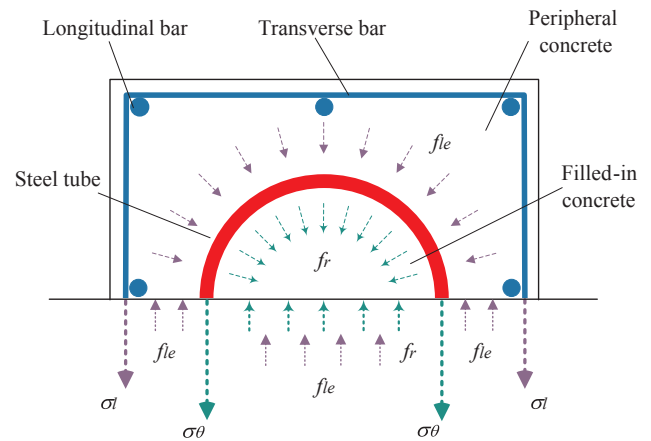 Longitudinal bar
Transverse bar
Peripheral
concrete
fle
Steel tube
Filled-in
concrete
fr
fle
fr
fle
fle
σl
σl
σθ
σθ